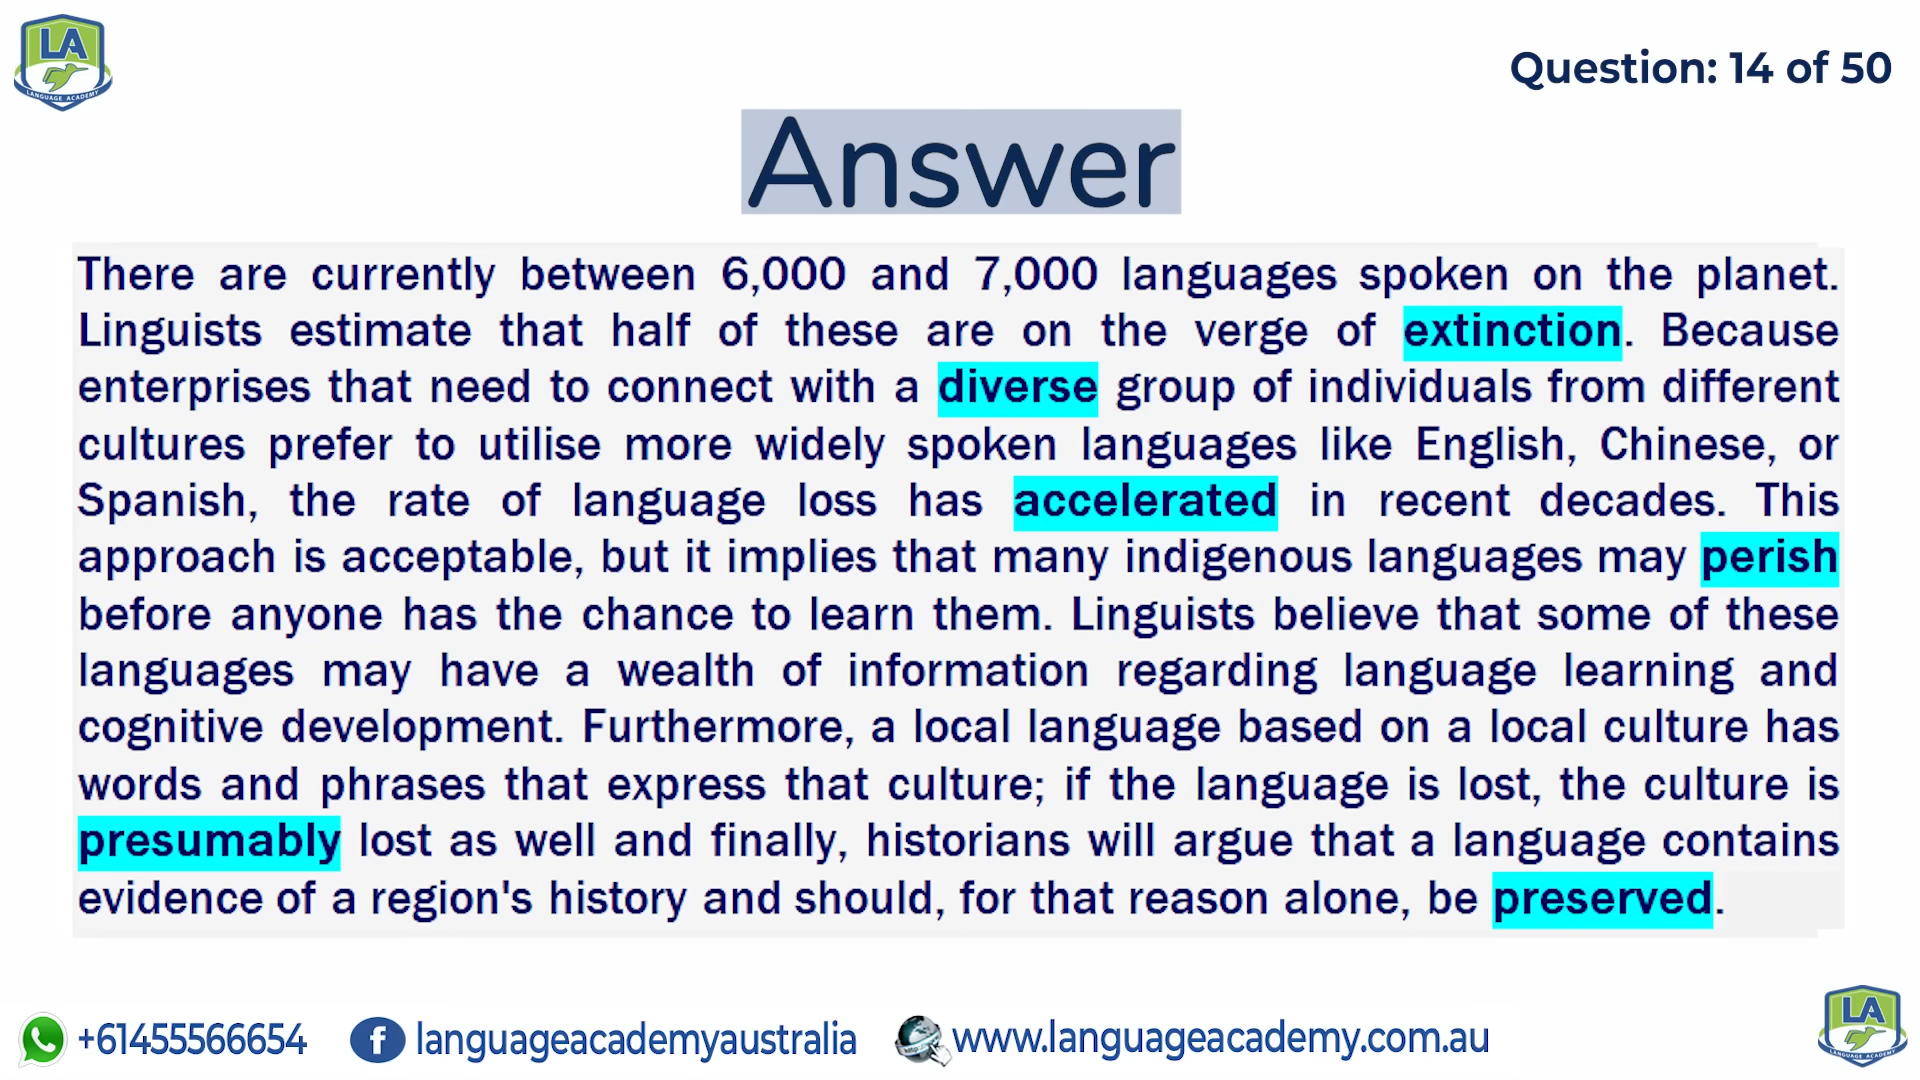 LA
LANGUAGE ACADEMY
Question: 14 of 50
Answer
There are currently between 6,000 and 7,000 languages spoken on the planet.
Linguists estimate that half of these are on the verge of extinction. Because
enterprises that need to connect with a diverse group of individuals from different
cultures prefer to utilise more widely spoken languages like English, Chinese, or
Spanish, the rate of language loss has accelerated in recent decades. This
approach is acceptable, but it implies that many indigenous languages may perish
before anyone has the chance to learn them. Linguists believe that some of these
languages may have a wealth of information regarding language learning and
cognitive development. Furthermore, a local language based on a local culture has
words and phrases that express that culture; if the language is lost, the culture is
presumably lost as well and finally, historians will argue that a language contains
evidence of a region's history and should, for that reason alone, be preserved.
+61455566654 languageacademyaustralia http:// www.languageacademy.com.au
LA
LANGUAGE ACADEMY